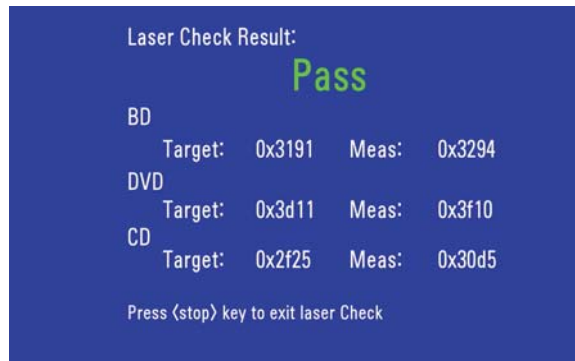 Laser Check Result:
Pass
BD
Target: 0x3191 Meas: 0x3294
DVD
Target: 0x3d11 Meas: 0x3f10
CD
Target: 0x2f25 Meas: 0x30d5
Press 〈stop〉 key to exit laser Check